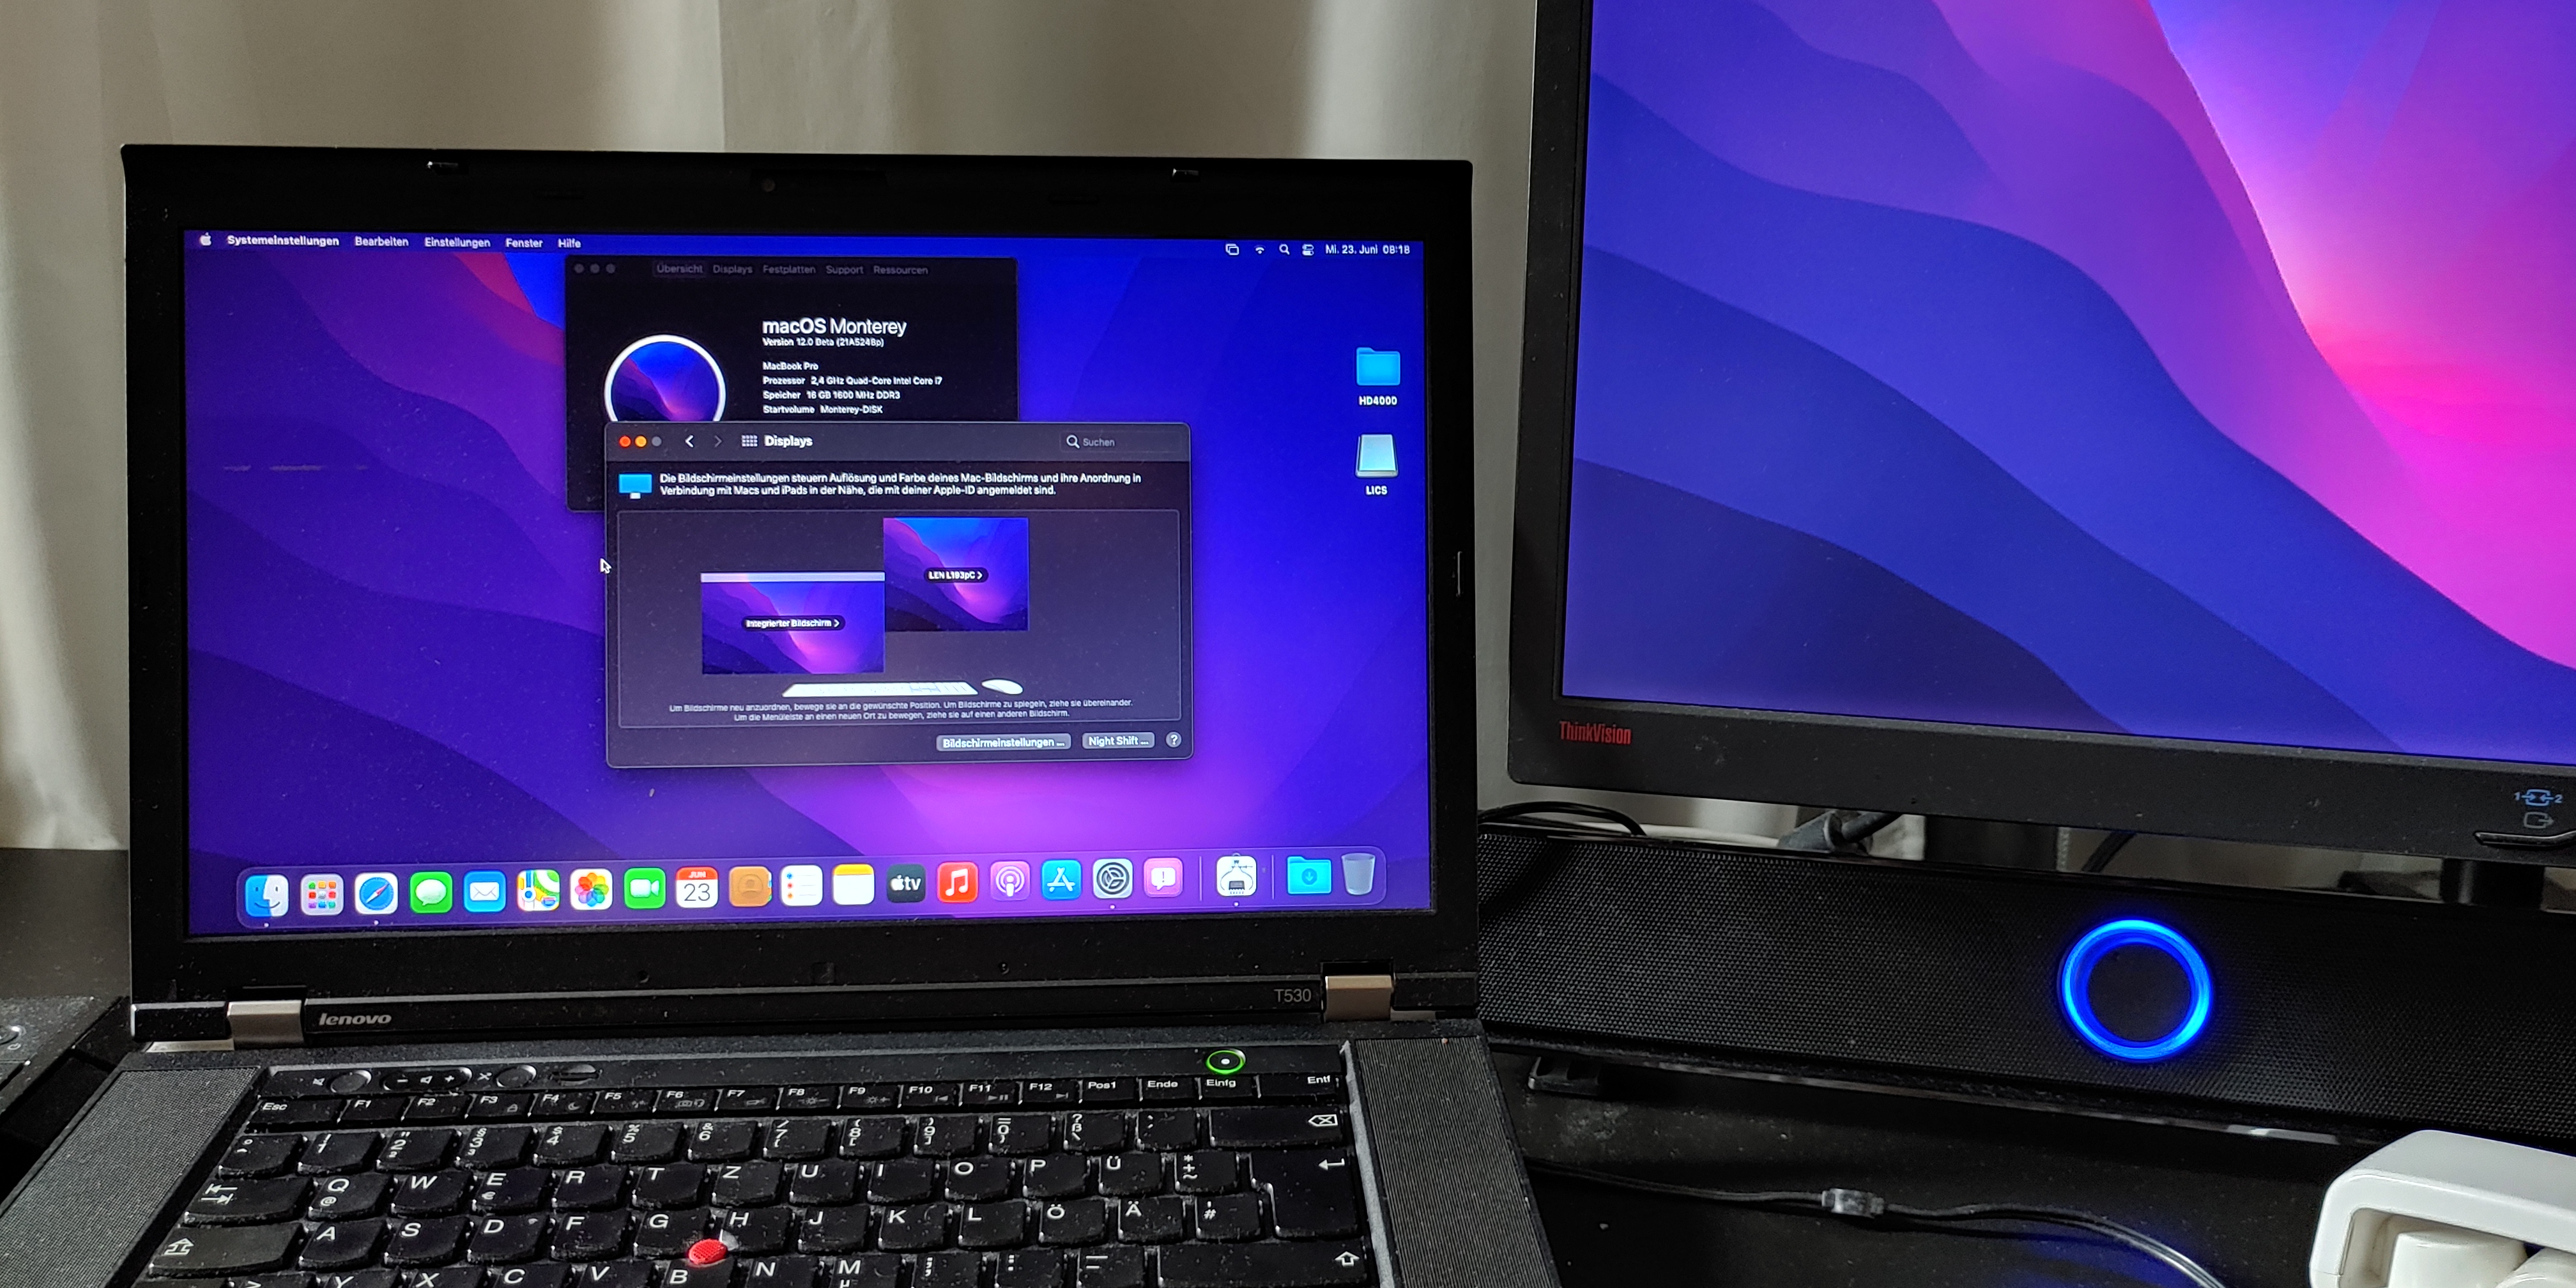 Systemeinstellungen Bearbeiten Einstellungen Fenster Hilfe
Mi. 23. Juni 08:18
Übersicht Displays Festplatten Support Ressourcen
macOS Monterey
Version 12.0 Beta (21A5248p)
MacBook Pro
Prozessor 2,4 GHz Quad-Core Intel Core i7
Speicher 16 GB 1600 MHz DDR3
Startvolume Monterey-DISK
HD4000
LICS
Displays
Suchen
Die Bildschirmeinstellungen steuern Auflösung und Farbe deines Mac-Bildschirms und ihre Anordnung in
Verbindung mit Macs und iPads in der Nähe, die mit deiner Apple-ID angemeldet sind.
LEN L193pC
Integrierter Bildschirm
Um Bildschirme neu anzuordnen, bewege sie an die gewünschte Position. Um Bildschirme zu spiegeln, ziehe sie übereinander.
Um die Menüleiste an einen neuen Ort zu bewegen, ziehe sie auf einen anderen Bildschirm.
Bildschirmeinstellungen ...
Night Shift ...
?
JUN
23
tv
ThinkVision
1 2
T530
lenovo
Esc F1 F2 F3 F4 F5 F6 F7 F8 F9 F10 F11 F12 Pos1 Ende Einfg Entf
Q W E R T Z U I O P Ü
@ €
A S D F G H J K L Ö Ä #
Y X C V B N M